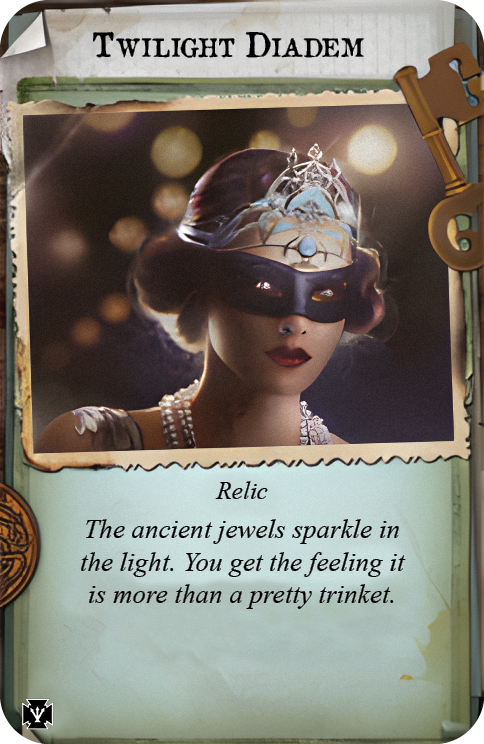 Twilight Diadem
Relic
The ancient jewels sparkle in
the light. You get the feeling it
is more than a pretty trinket.